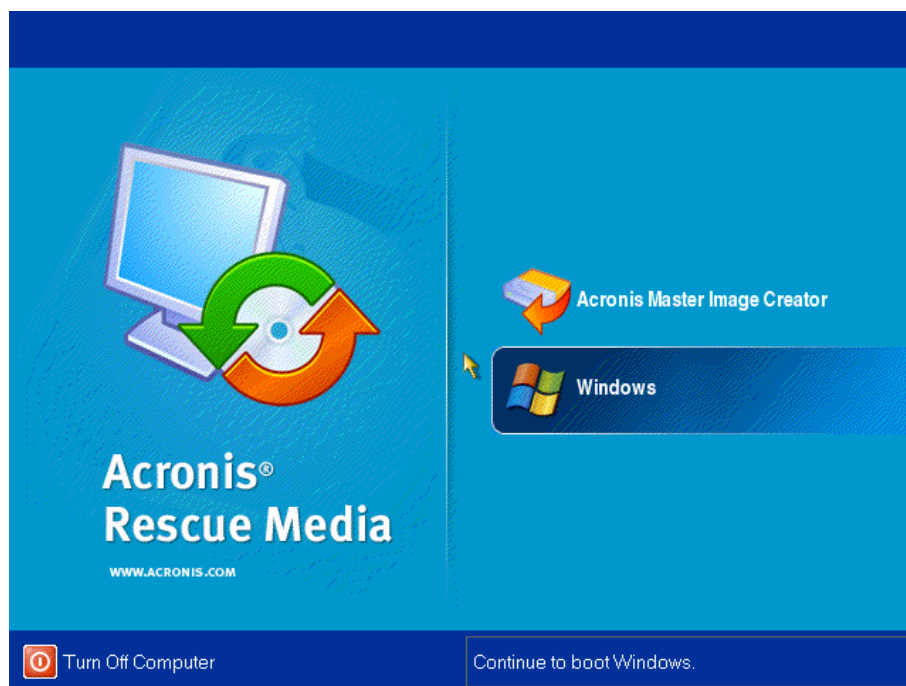 Acronis Master Image Creator
Windows
Acronis®
Rescue Media
WWW.ACRONIS.COM
Turn Off Computer
Continue to boot Windows.